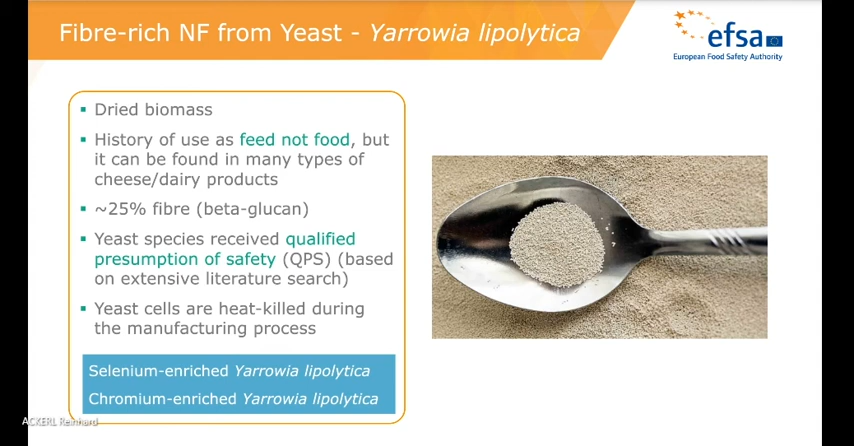 Fibre-rich NF from Yeast - Yarrowia lipolytica
efsa
European Food Safety Authority
▪ Dried biomass
▪ History of use as feed not food, but
it can be found in many types of
cheese/dairy products
▪ ~25% fibre (beta-glucan)
▪ Yeast species received qualified
presumption of safety (QPS) (based
on extensive literature search)
▪ Yeast cells are heat-killed during
the manufacturing process
Selenium-enriched Yarrowia lipolytica
Chromium-enriched Yarrowia lipolytica
ACKERL Reinhard